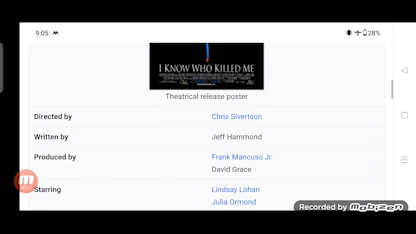 9:05 28%
I KNOW WHO KILLED ME
Theatrical release poster
Directed by Chris Sivertson
Written by Jeff Hammond
Produced by Frank Mancuso Jr.
David Grace
Starring Lindsay Lohan
Julia Ormond
Recorded by Mobizen